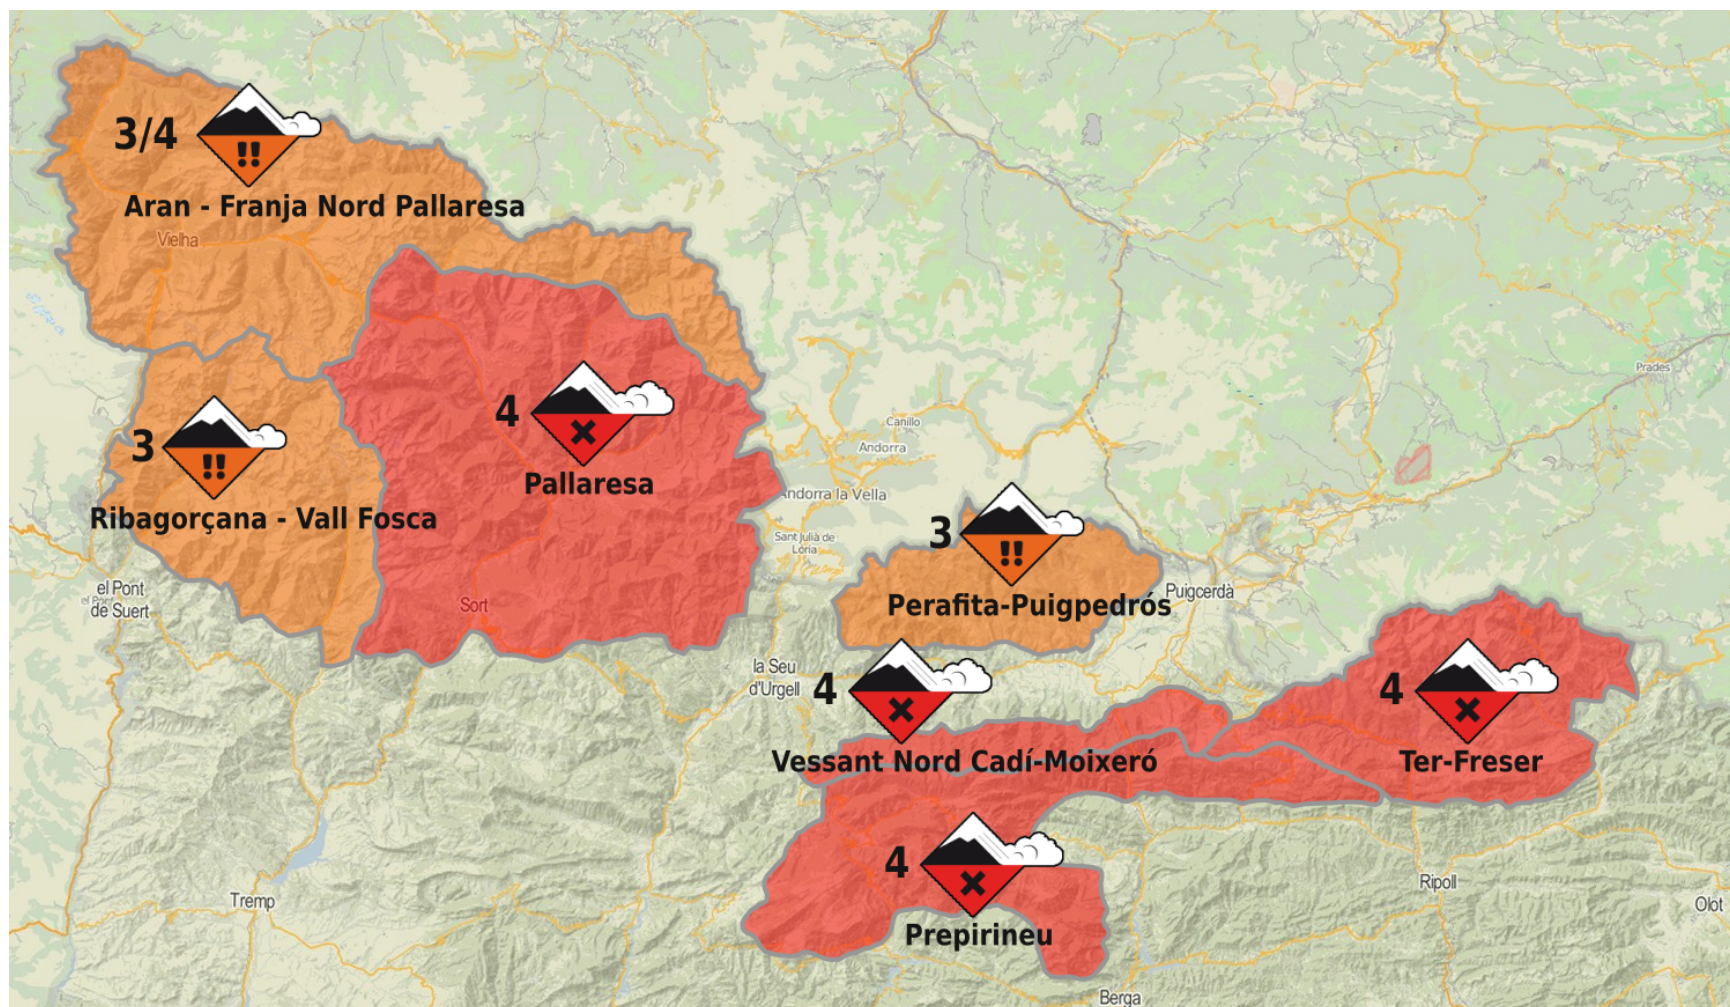 3/4
!!
Aran - Franja Nord Pallaresa
Vielha
4
Pallaresa
3
!!
Ribagorçana - Vall Fosca
Prades
Canillo
Andorra
Andorra la Vella
Sant Julià de
Lòria
3
!!
Perafita-Puigpedrós
Puigcerdà
el Pont
de Suert
Sort
la Seu
d'Urgell
4
Vessant Nord Cadí-Moixeró
4
Ter-Freser
4
Prepirineu
Tremp
Ripoll
Olot
Berga